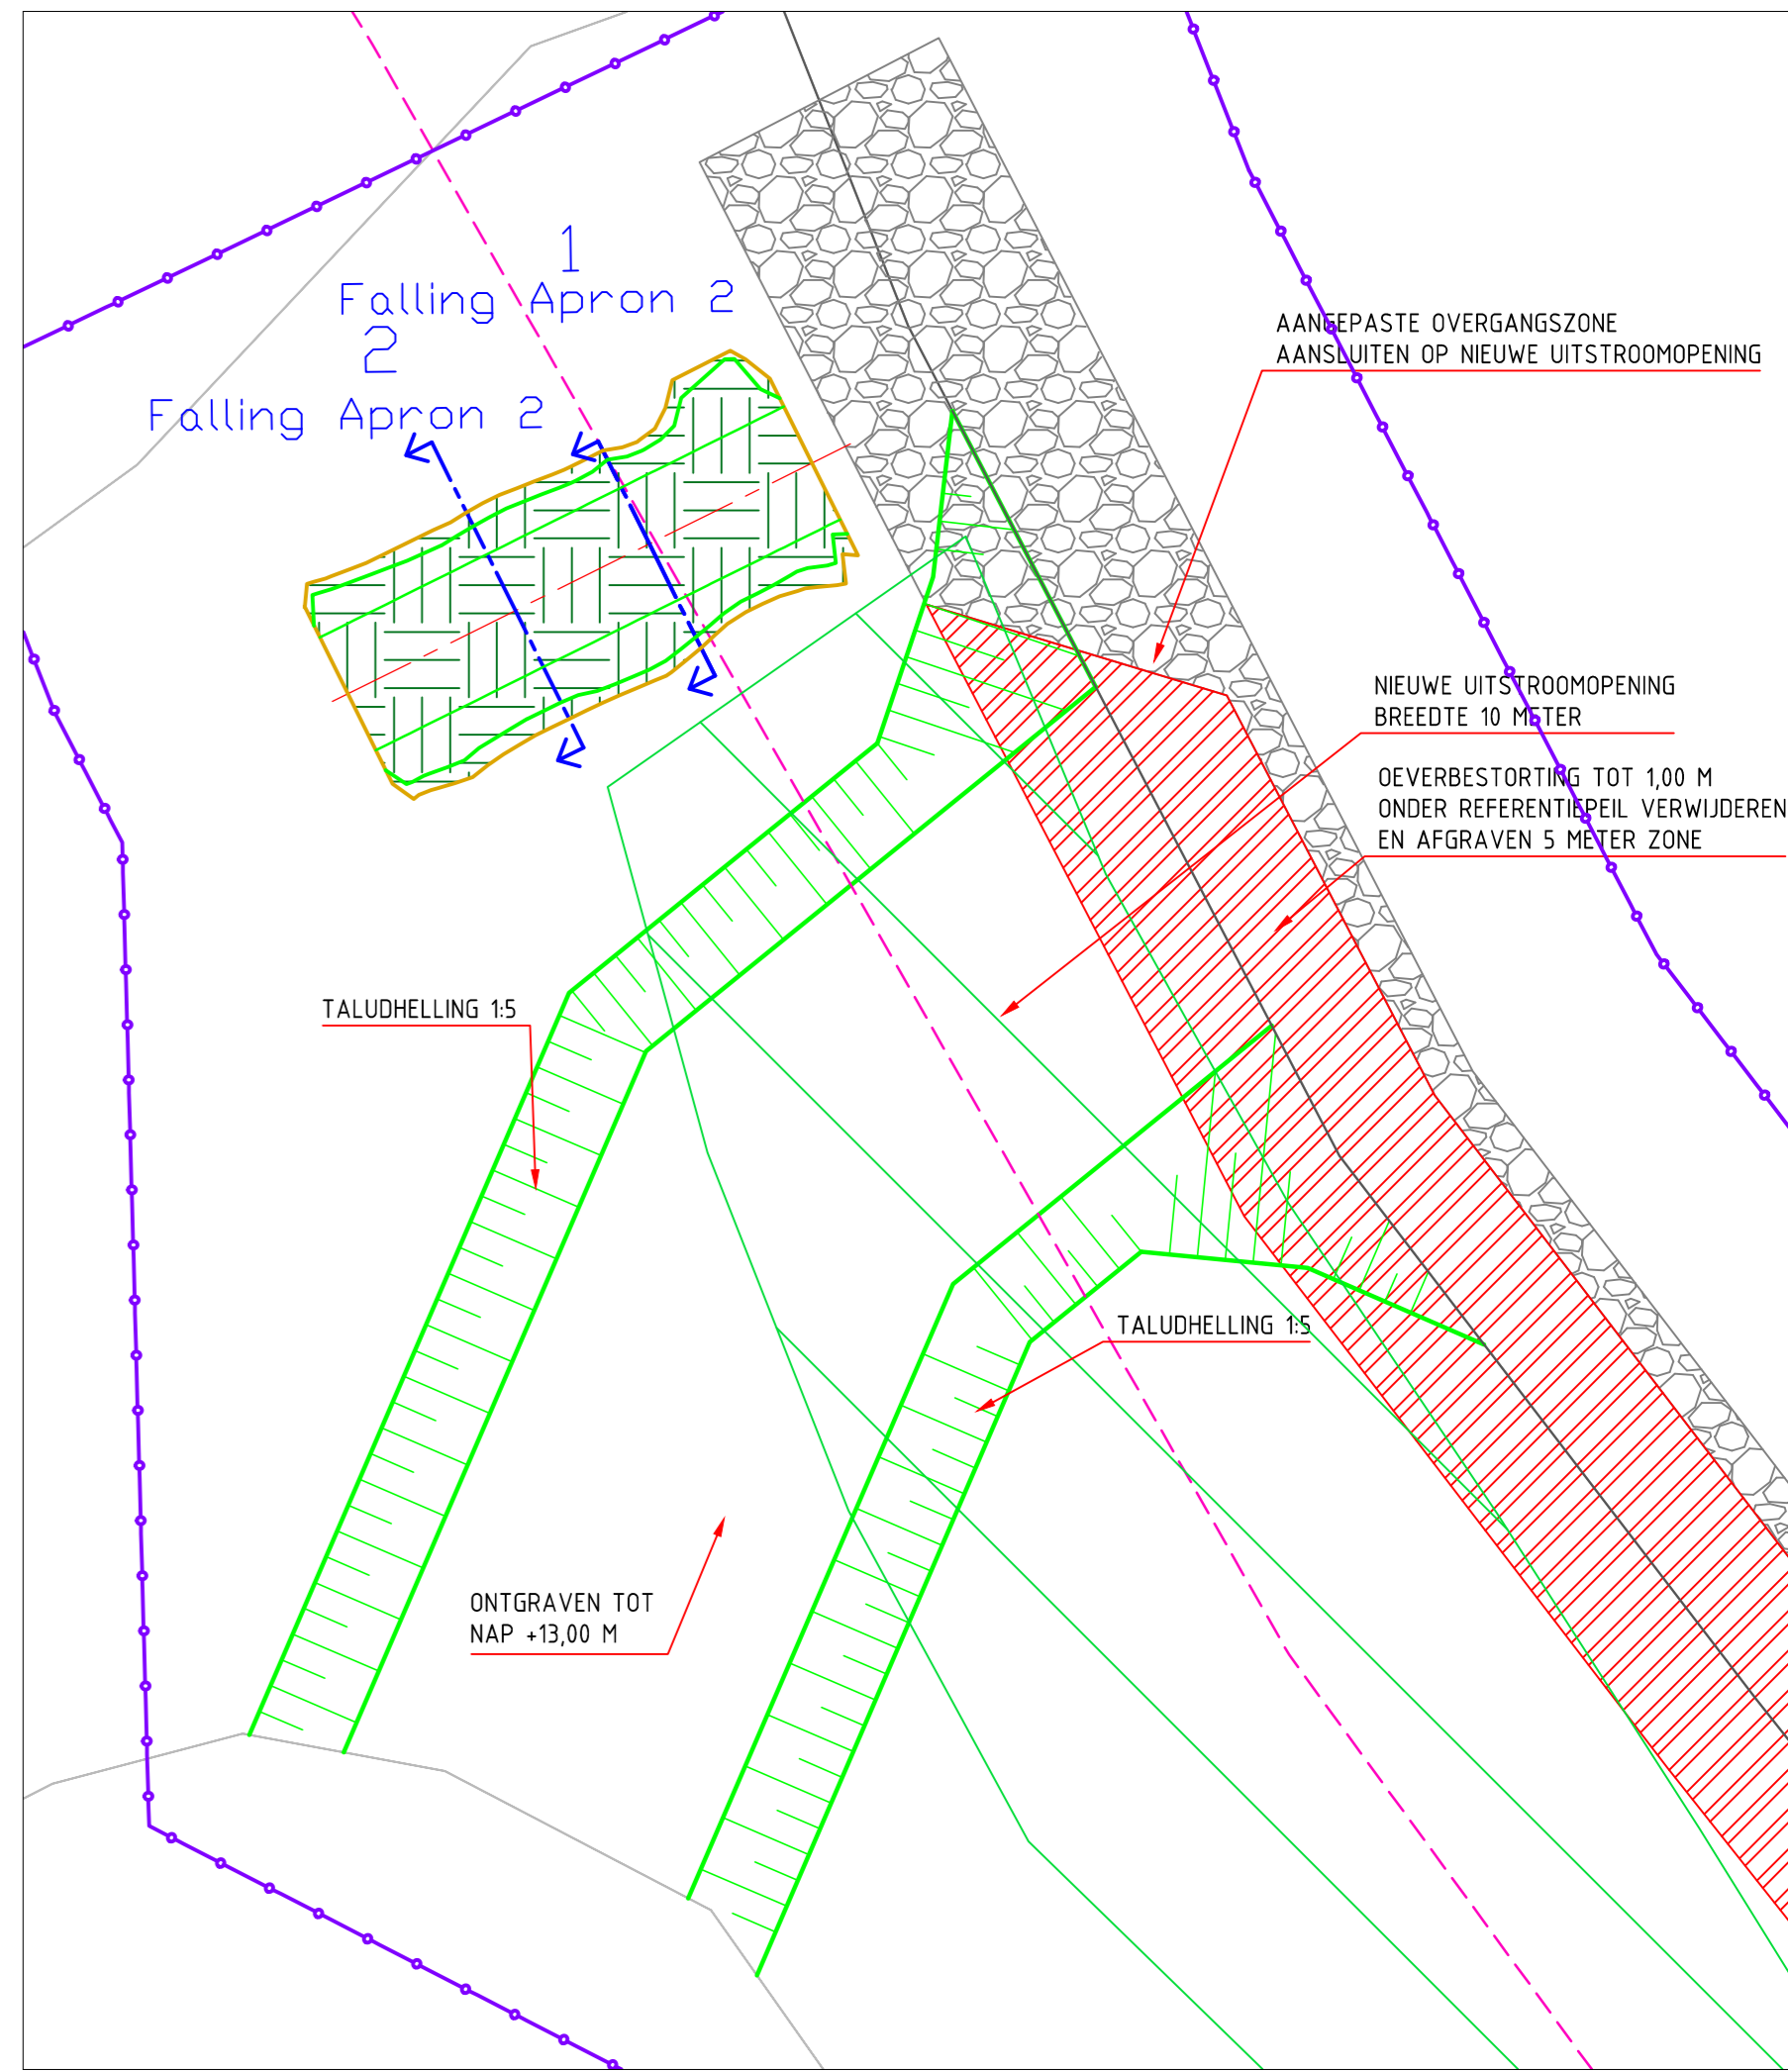 1
Falling Apron 2
2
Falling Apron 2
AANGEPASTE OVERGANGSZONE
AANSLUITEN OP NIEUWE UITSTROOMOPENING
NIEUWE UITSTROOMOPENING
BREEDTE 10 METER
OEVERBESTORTING TOT 1,00 M
ONDER REFERENTIEPEIL VERWIJDEREN
EN AFGRAVEN 5 METER ZONE
TALUDHELLING 1:5
TALUDHELLING 1:5
ONTGRAVEN TOT
NAP +13,00 M